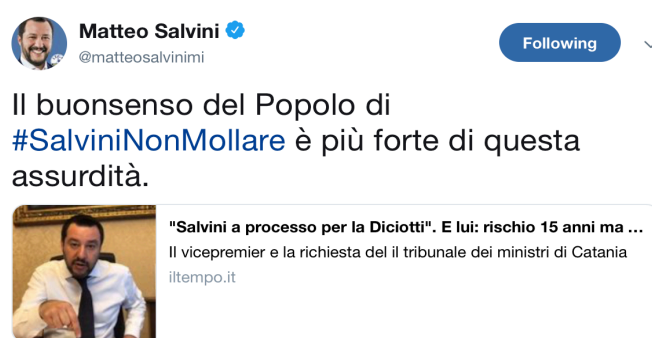 Matteo Salvini
@matteosalvinimi
Following
Il buonsenso del Popolo di
#SalviniNonMollare è più forte di questa
assurdità.
"Salvini a processo per la Diciotti". E lui: rischio 15 anni ma ...
Il vicepremier e la richiesta del il tribunale dei ministri di Catania
iltempo.it